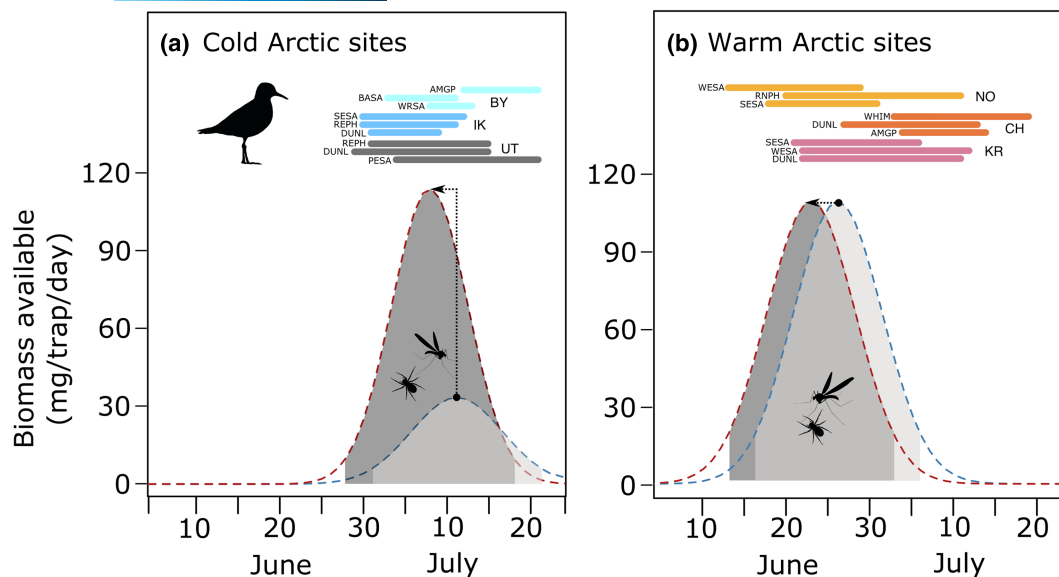 (a) Cold Arctic sites
AMGP
BASA
WRSA
BY
SESA
REPH
DUNL
IK
REPH
DUNL
PESA
UT
Biomass available
(mg/trap/day)
120
90
60
30
0
10
20
30
10
20
June
July
(b) Warm Arctic sites
WESA
RNPH
SESA
NO
WHIM
DUNL
AMGP
CH
SESA
WESA
DUNL
KR
120
90
60
30
0
10
20
30
10
20
June
July